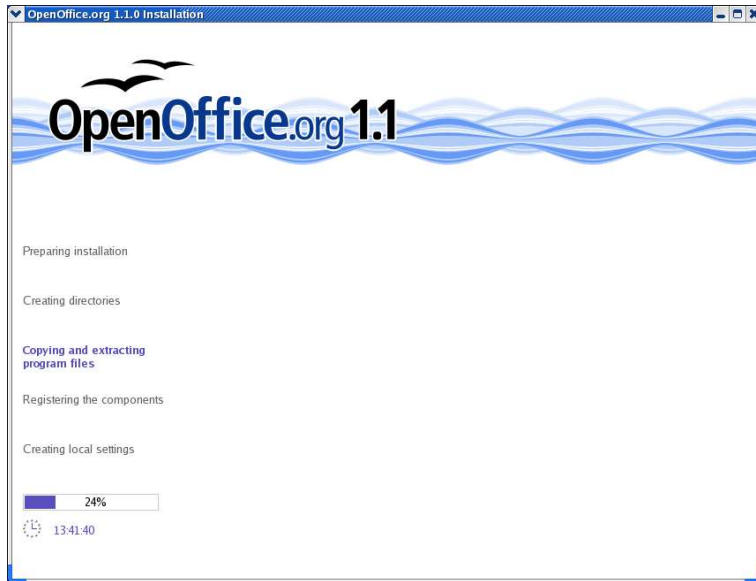 OpenOffice.org 1.1.0 Installation
OpenOffice.org 1.1
Preparing installation
Creating directories
Copying and extracting
program files
Registering the components
Creating local settings
24%
13:41:40